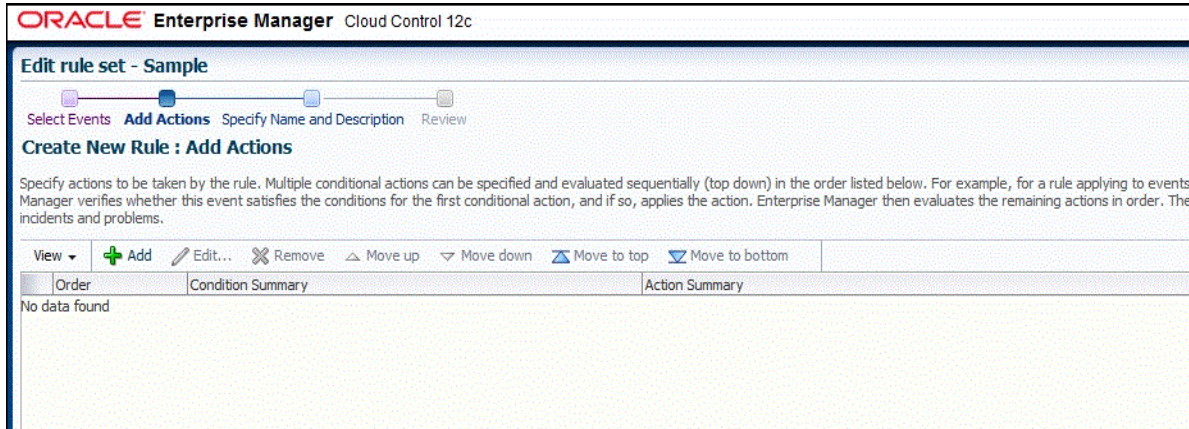 ORACLE Enterprise Manager Cloud Control 12c
Edit rule set - Sample
Select Events Add Actions Specify Name and Description Review
Create New Rule : Add Actions
Specify actions to be taken by the rule. Multiple conditional actions can be specified and evaluated sequentially (top down) in the order listed below. For example, for a rule applying to events
Manager verifies whether this event satisfies the conditions for the first conditional action, and if so, applies the action. Enterprise Manager then evaluates the remaining actions in order. The
incidents and problems.
View Add Edit... Remove Move up Move down Move to top Move to bottom
Order Condition Summary Action Summary
No data found